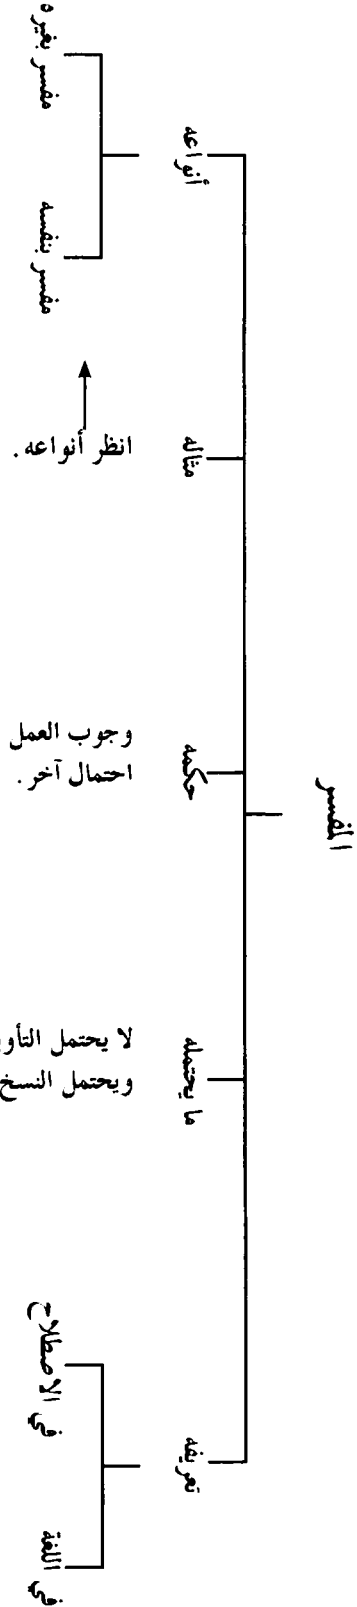 المفسر
تعريفه
في اللغة
في الاصطلاح
ما يحتمله
لا يحتمل
ويحتمل النسخ
حكمه
وجوب العمل
احتمال آخر.
مثاله
انظر أنواعه.
أنواعه
مفسر بنفسه
مفسر بغيره